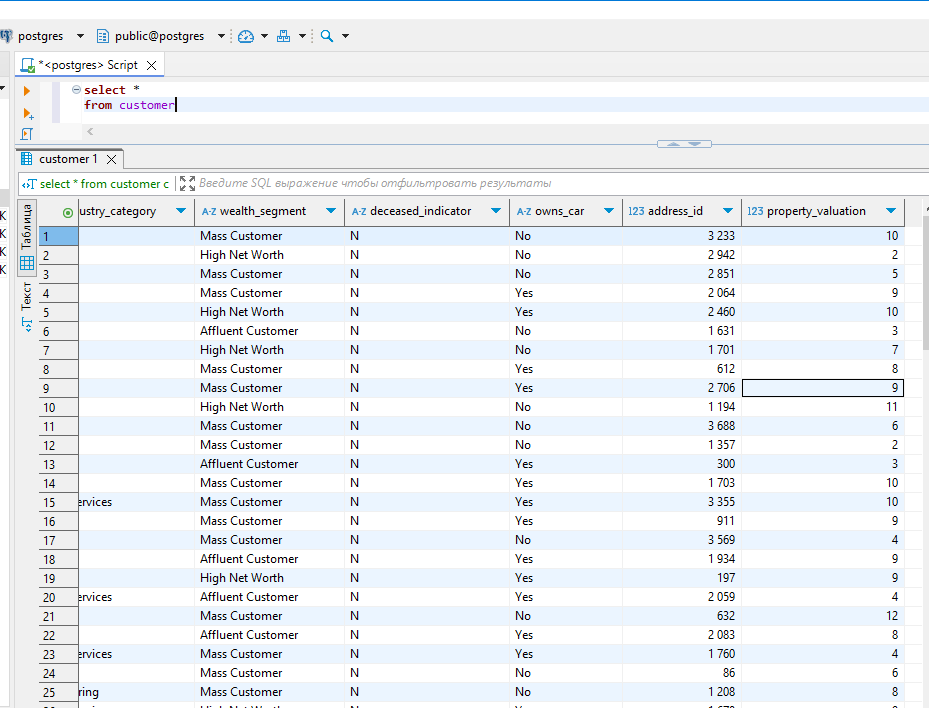 postgres public@postgres
*<postgres> Script
select *
from customer
customer 1
select * from customer c Введите SQL выражение чтобы отфильтровать результаты
Таблица
Текст
ustry_category A-Z wealth_segment A-Z deceased_indicator A-Z owns_car 123 address_id 123 property_valuation
1 Mass Customer N No 3 233 10
2 High Net Worth N No 2 942 2
3 Mass Customer N No 2 851 5
4 Mass Customer N Yes 2 064 9
5 High Net Worth N Yes 2 460 10
6 Affluent Customer N No 1 631 3
7 High Net Worth N No 1 701 7
8 Mass Customer N Yes 612 8
9 Mass Customer N Yes 2 706 9
10 High Net Worth N No 1 194 11
11 Mass Customer N No 3 688 6
12 Mass Customer N No 1 357 2
13 Affluent Customer N Yes 300 3
14 Mass Customer N Yes 1 703 10
15 ervices Mass Customer N Yes 3 355 10
16 Mass Customer N Yes 911 9
17 Mass Customer N No 3 569 4
18 Affluent Customer N Yes 1 934 9
19 High Net Worth N Yes 197 9
20 ervices Affluent Customer N Yes 2 059 4
21 Mass Customer N No 632 12
22 Affluent Customer N Yes 2 083 8
23 ervices Mass Customer N Yes 1 760 4
24 Mass Customer N No 86 6
25 ring Mass Customer N No 1 208 8